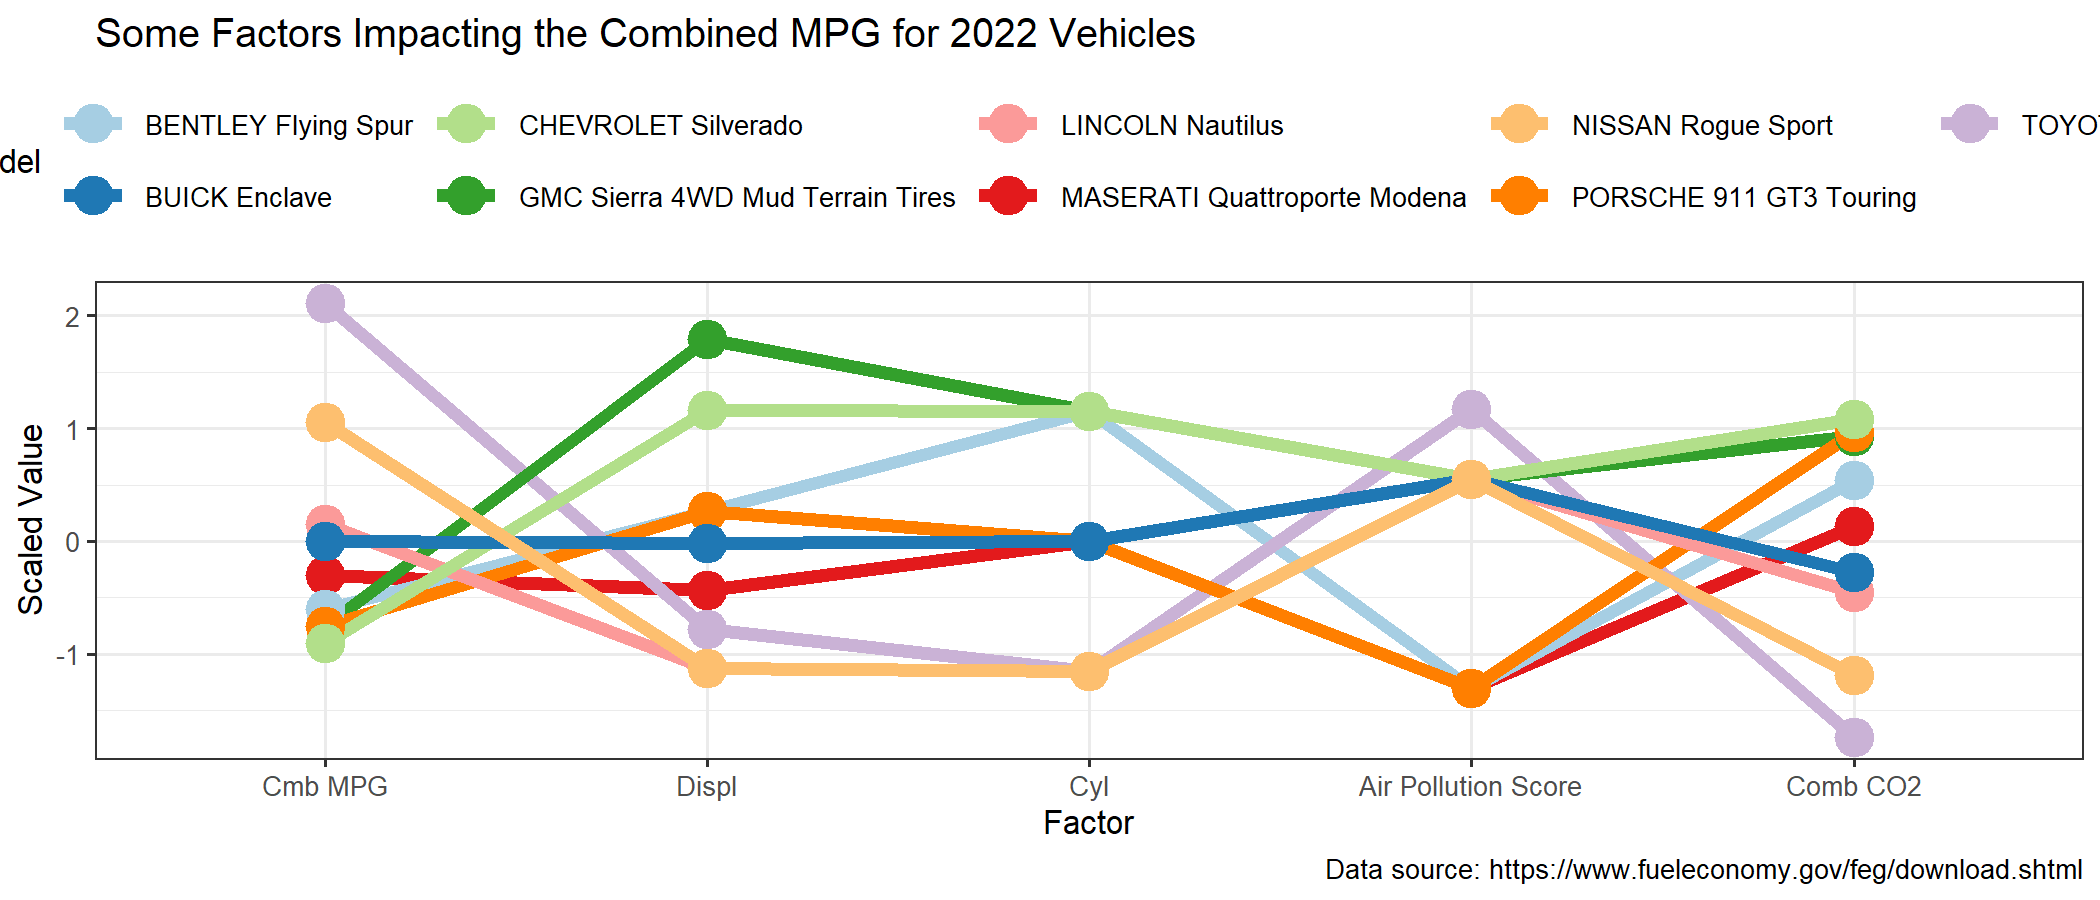 Some Factors Impacting the Combined MPG for 2022 Vehicles
BENTLEY Flying Spur CHEVROLET Silverado LINCOLN Nautilus NISSAN Rogue Sport TOYO
del
BUICK Enclave GMC Sierra 4WD Mud Terrain Tires MASERATI Quattroporte Modena PORSCHE 911 GT3 Touring
2
1
0
-1
Scaled Value
Cmb MPG Displ Cyl Air Pollution Score Comb CO2
Factor
Data source: https://www.fueleconomy.gov/feg/download.shtml